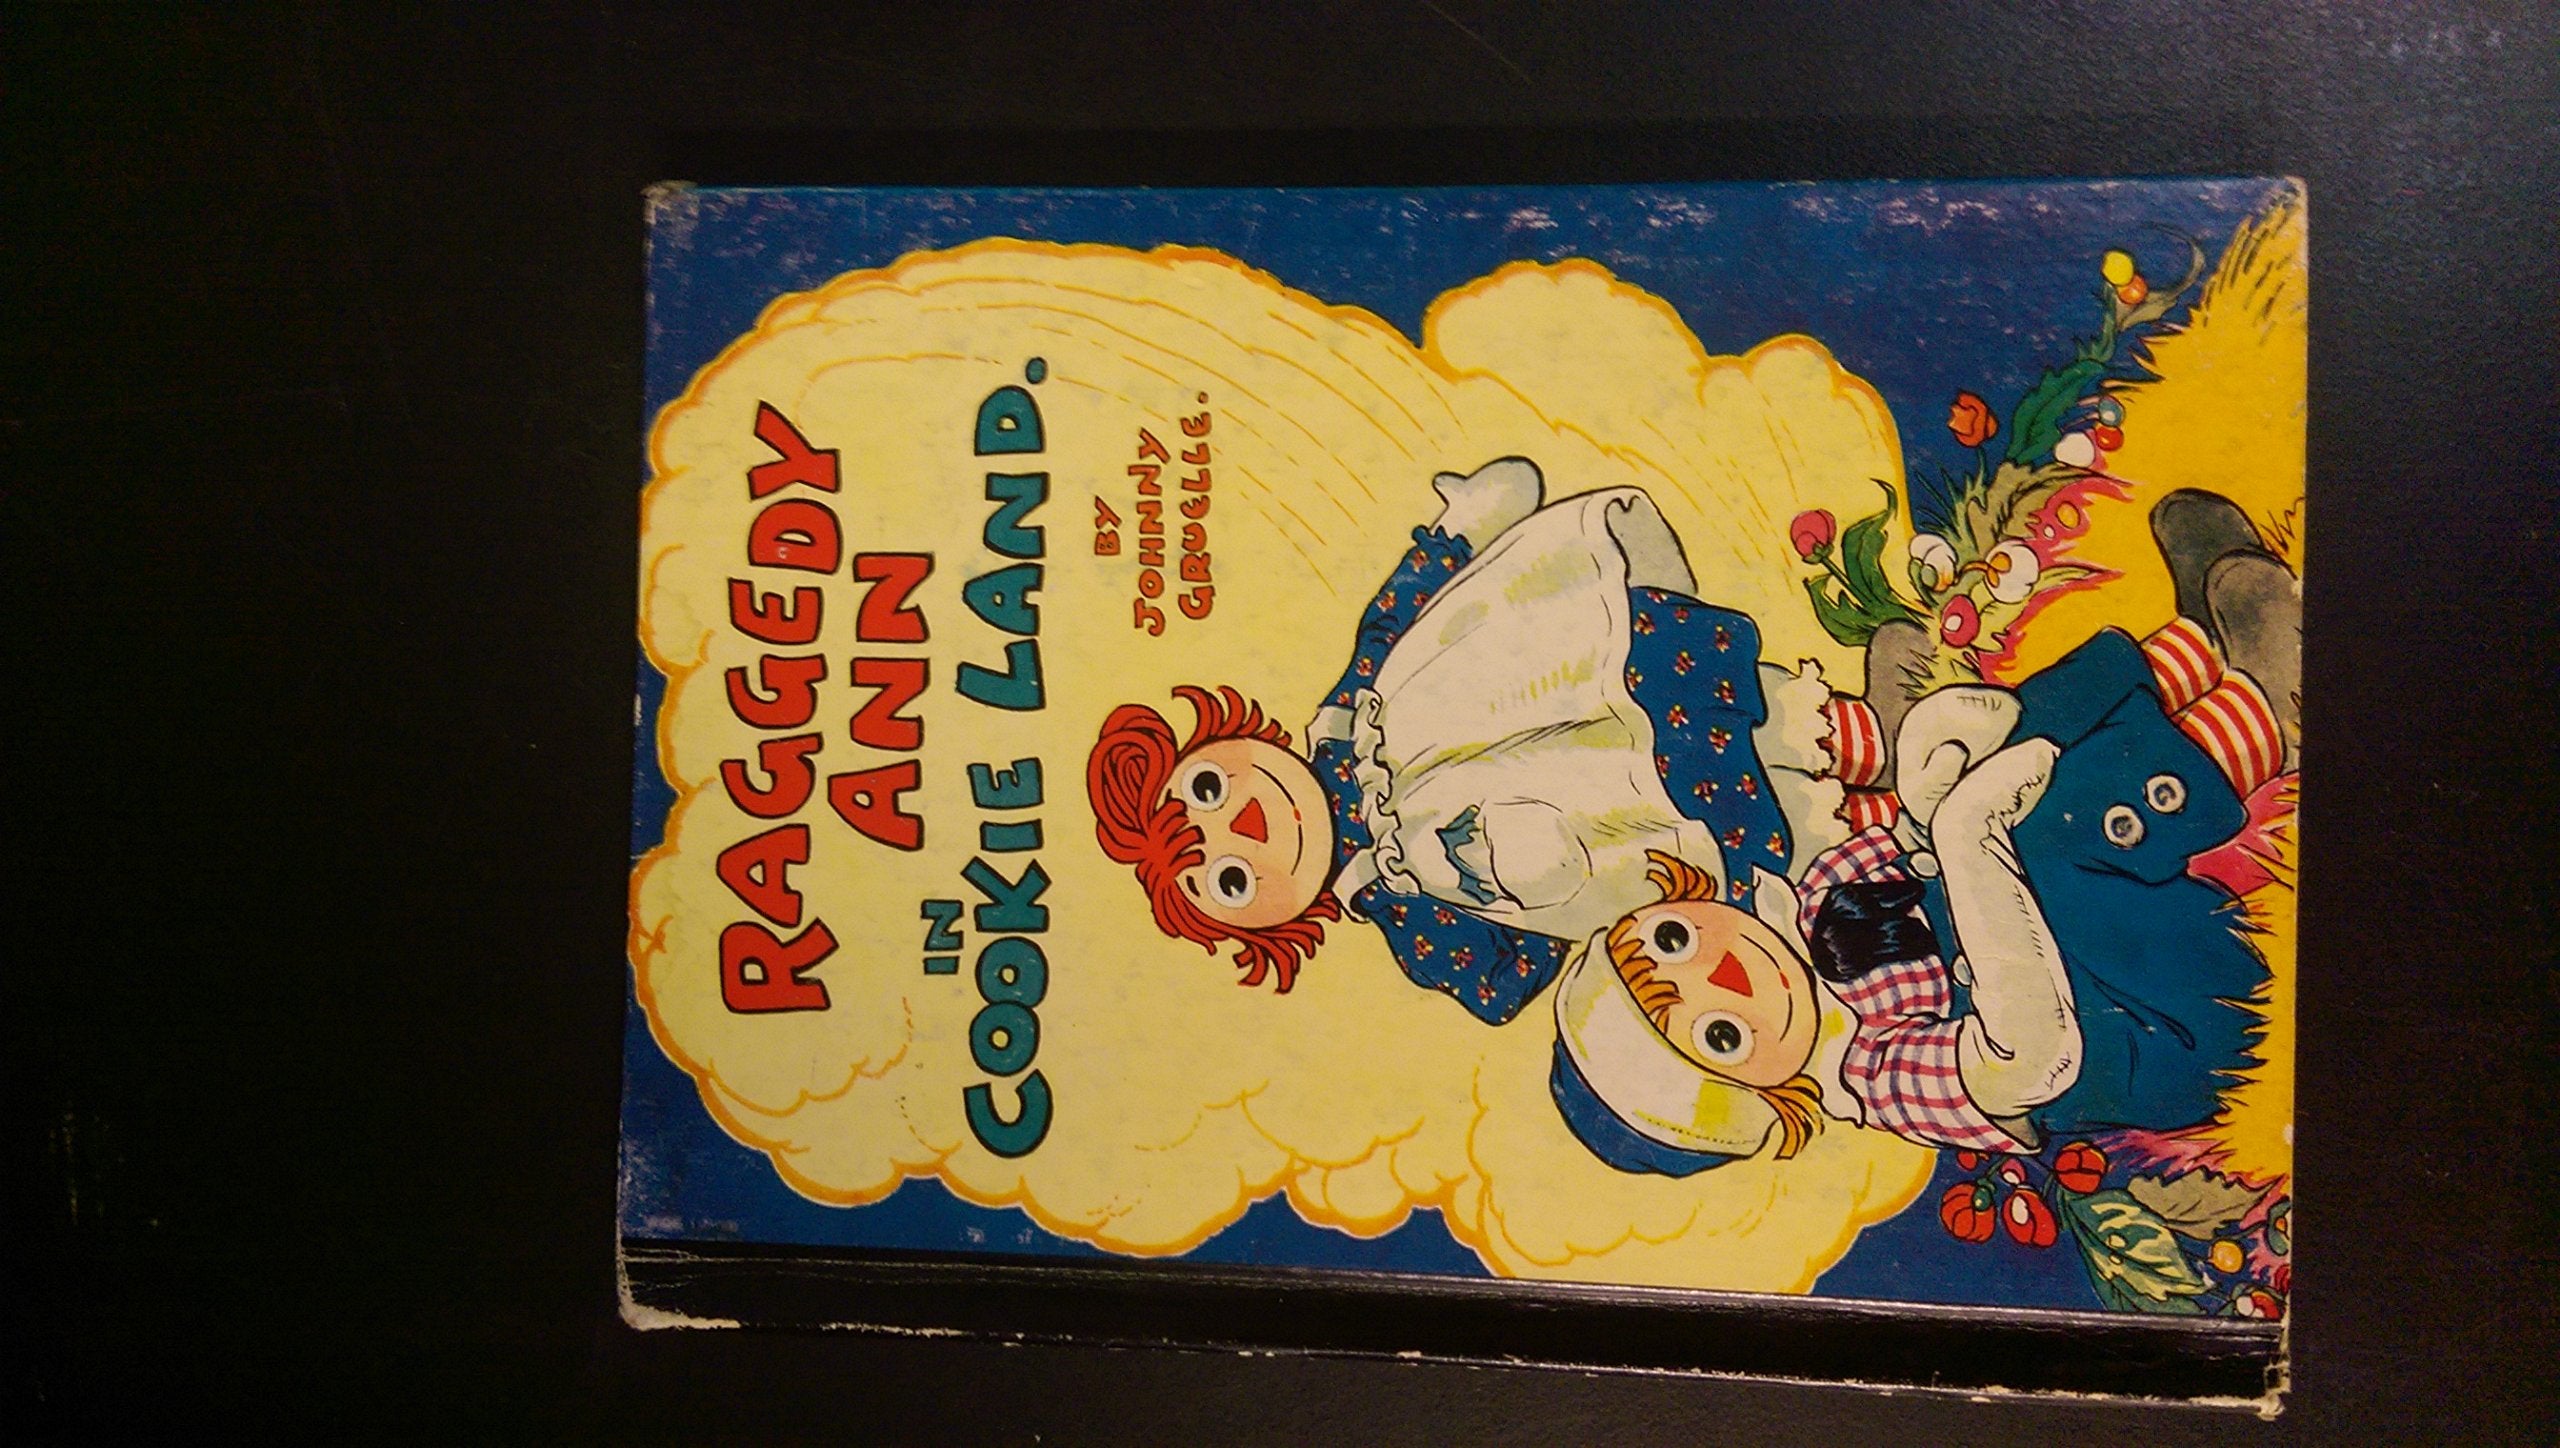 RAGGEDY
ANN
IN
COOKIE LAND.
BY
JOHNNY
GRUELLE.